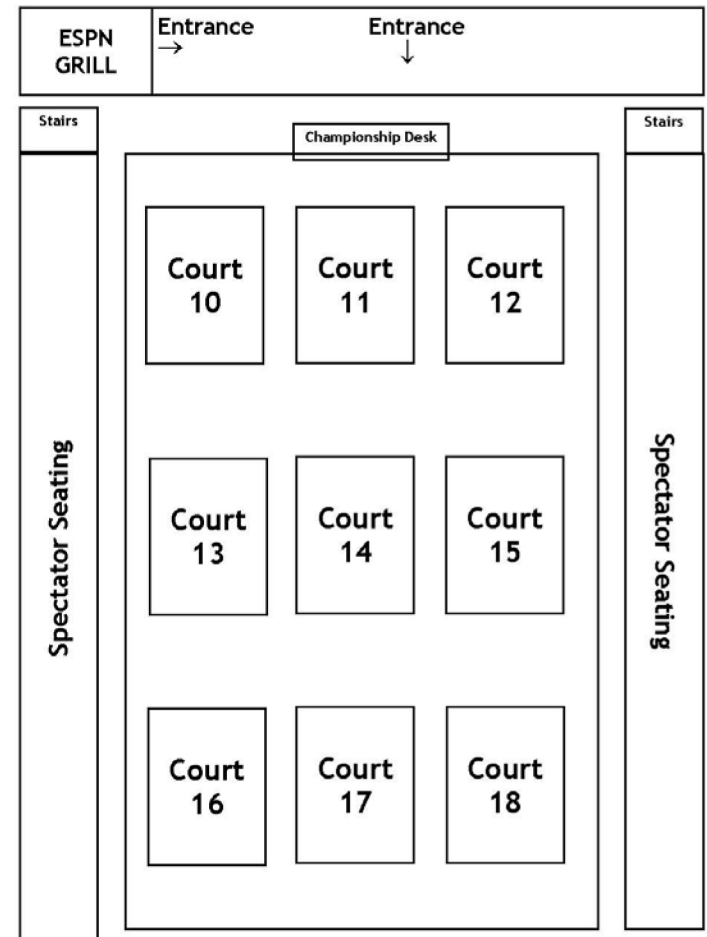 ESPN
GRILL
Entrance
→
Entrance
↓
Stairs
Championship Desk
Stairs
Court
10
Court
11
Court
12
Spectator Seating
Court
13
Court
14
Court
15
Spectator Seating
Court
16
Court
17
Court
18